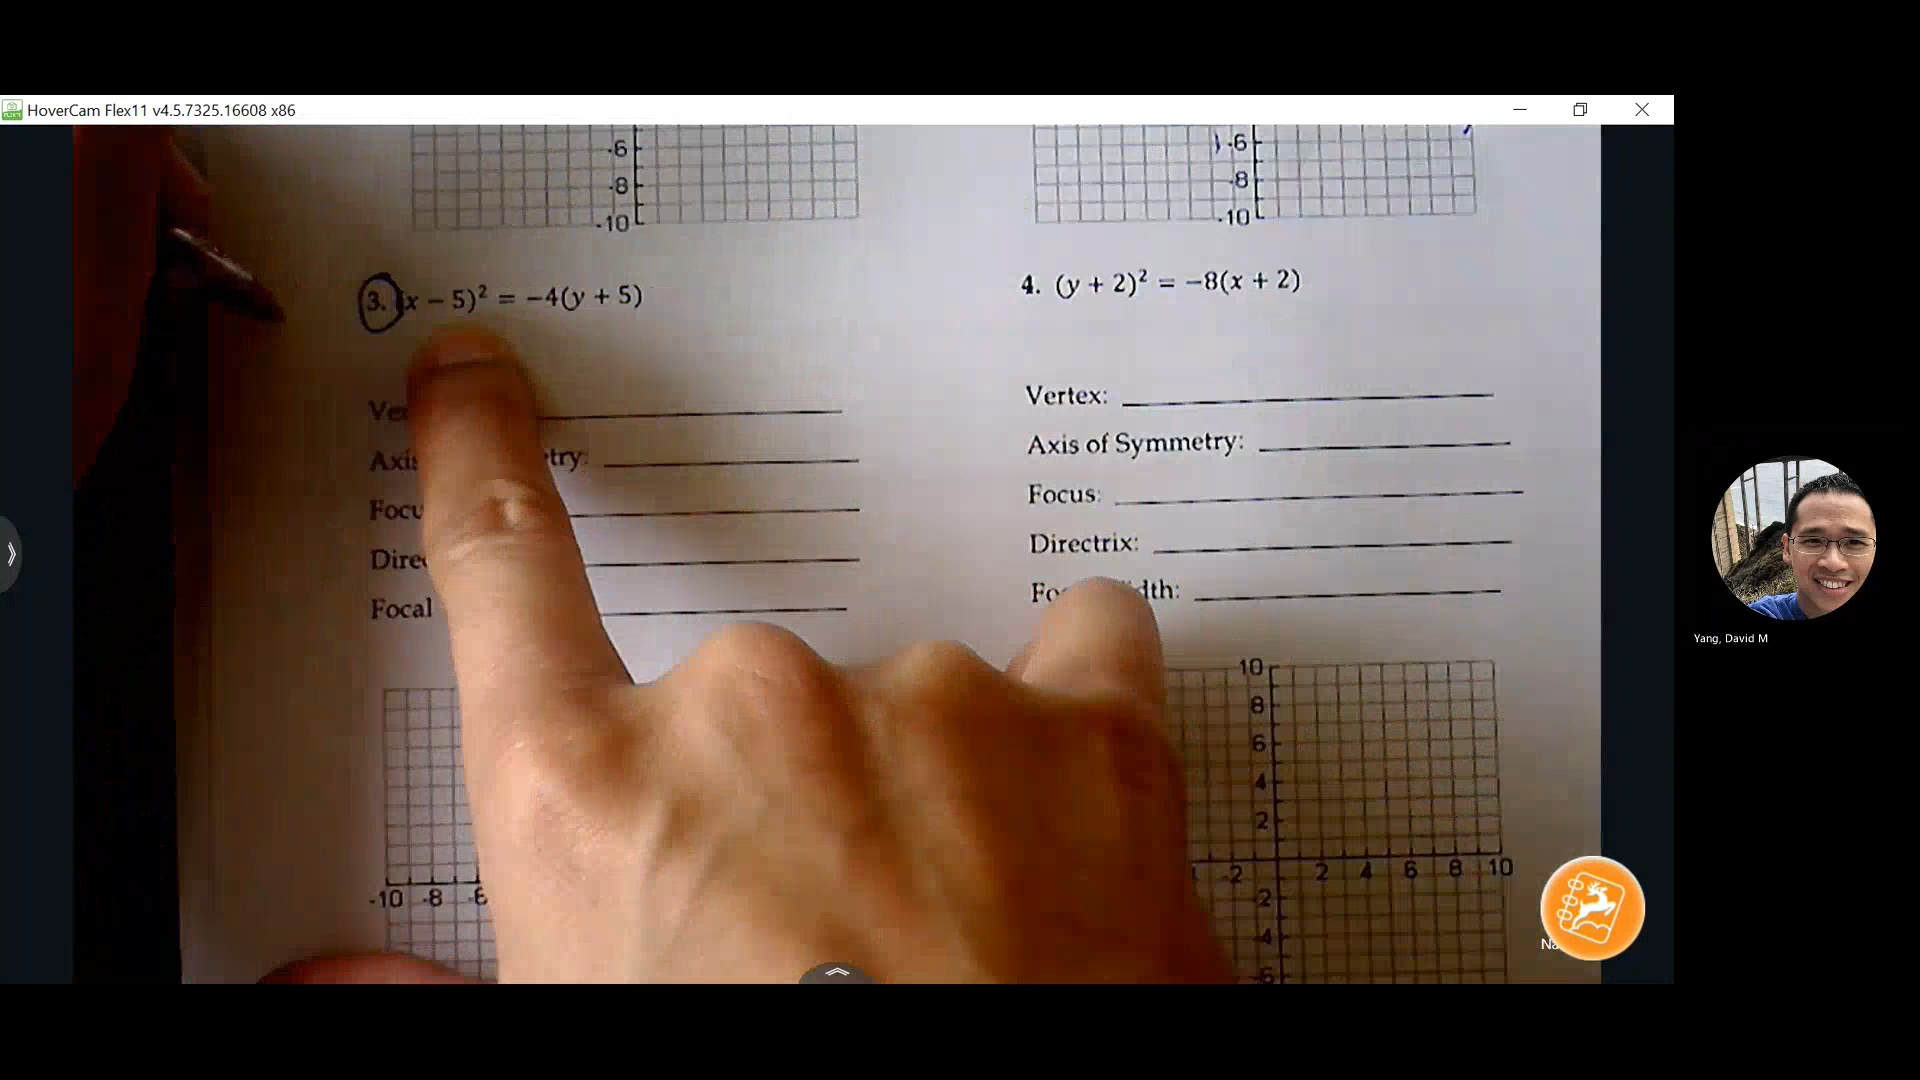 HoverCam Flex11 v4.5.7325.16608 x86
-6
-8
-10
-6
-8
-10
3. (x − 5)² = −4(y + 5)
4. (y + 2)² = −8(x + 2)
Vertex:
Axis of Symmetry:
Focus:
Directrix:
Focal
-10 -8
10
8
6
4
2
-2 2 4 6 8 10
-2
-4
-6
Yang, David M